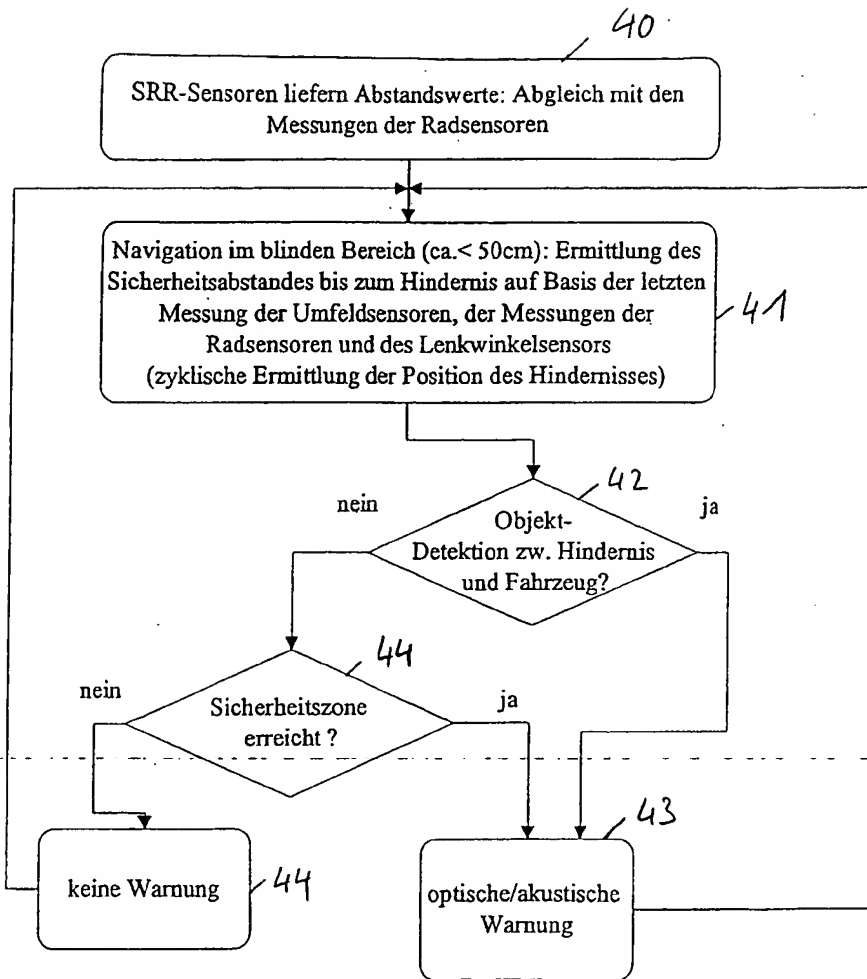 40
SRR-Sensoren liefern Abstandswerte: Abgleich mit den
Messungen der Radsensoren
Navigation im blinden Bereich (ca.< 50cm): Ermittlung des
Sicherheitsabstandes bis zum Hindernis auf Basis der letzten
Messung der Umfeldsensoren, der Messungen der
Radsensoren und des Lenkwinkelsensors
(zyklische Ermittlung der Position des Hindernisses)
41
42
nein
ja
Objekt-
Detektion zw. Hindernis
und Fahrzeug?
44
nein
ja
Sicherheitszone
erreicht ?
43
keine Warnung
44
optische/akustische
Warnung